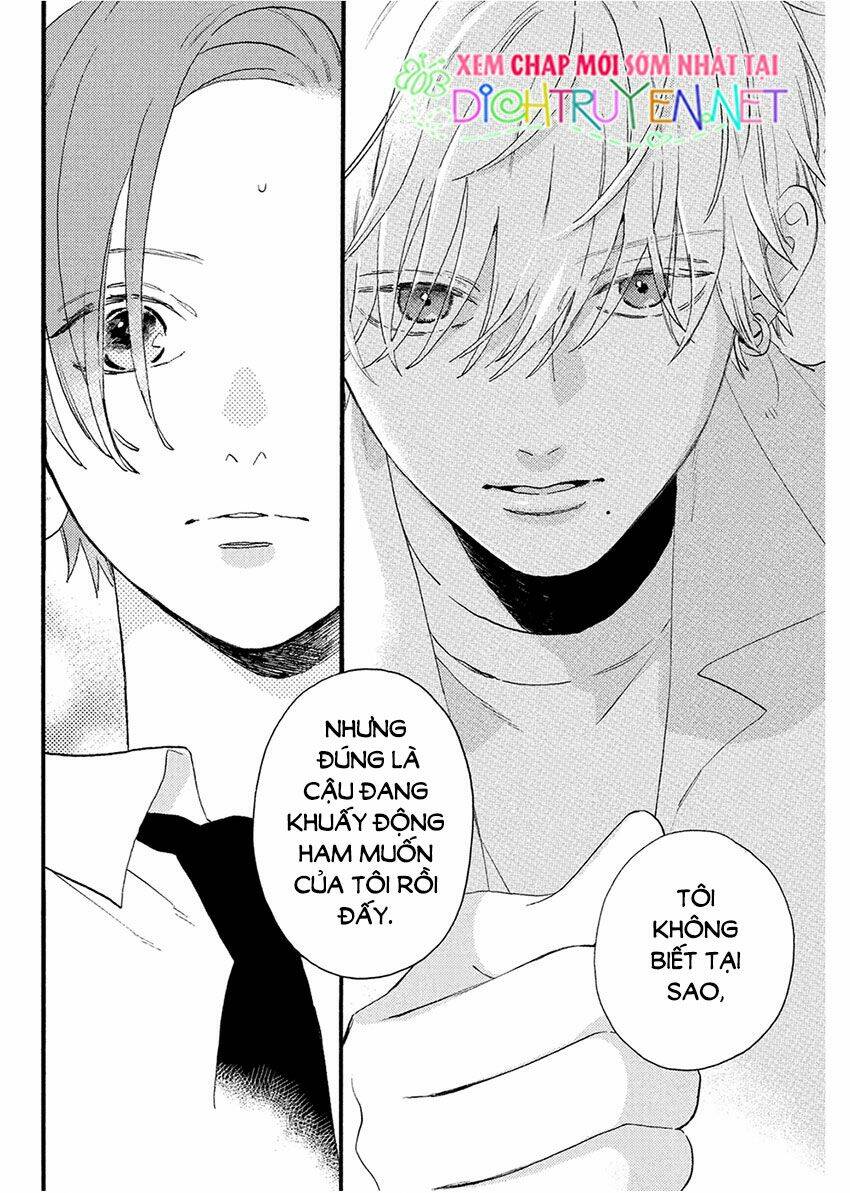 XEM CHAP MỚI SỚM NHẤT TẠI
DICHTRUYEN.NET
TÔI
KHÔNG
BIẾT TẠI
SAO,
NHƯNG
ĐÚNG LÀ
CẬU ĐANG
KHUẤY ĐỘNG
HAM MUỐN
CỦA TÔI RỒI
ĐẤY.